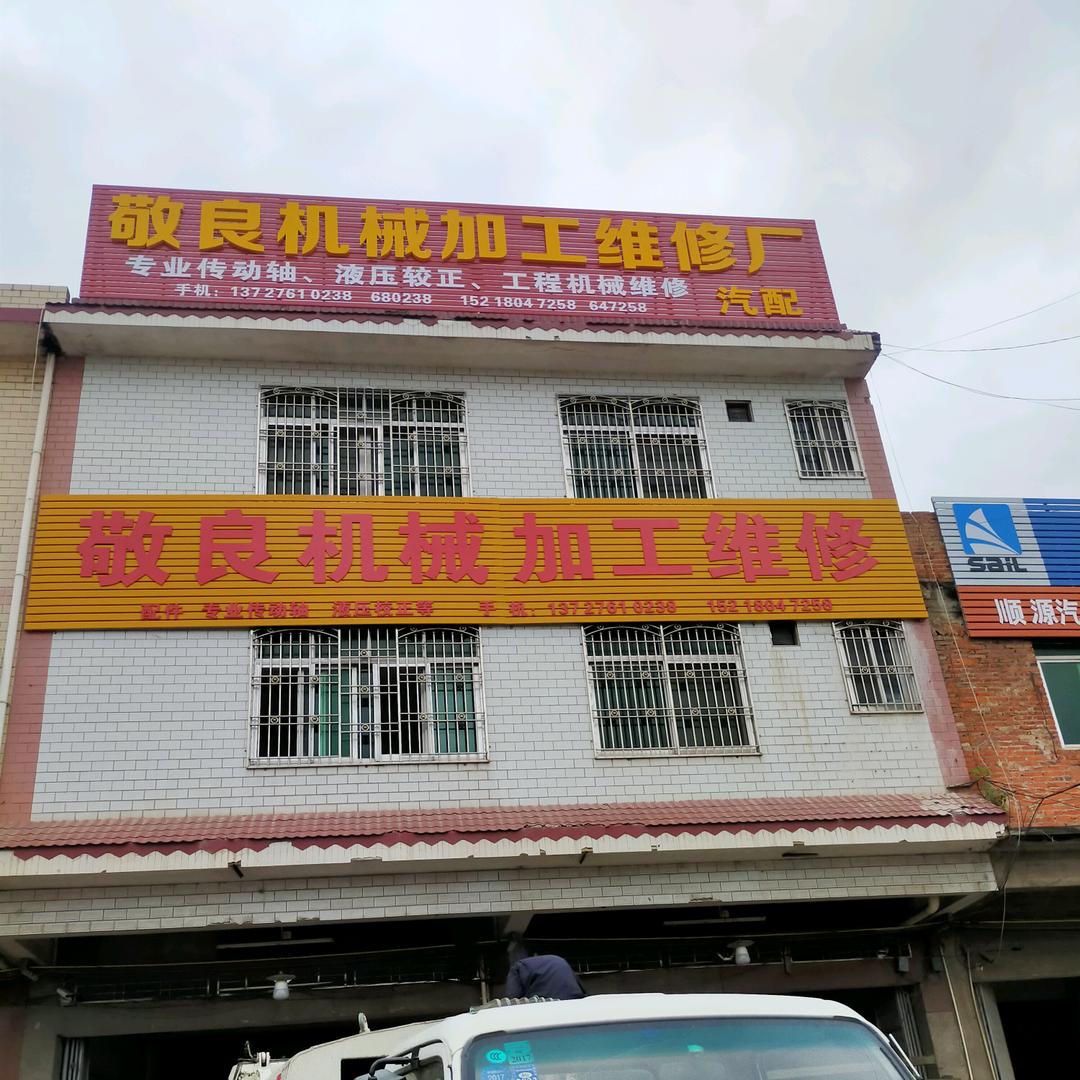 敬良机械加工维修厂
专业传动轴、液压较正、工程机械维修
手机：13727610238 680238 15218047258 647258
汽配
敬良机械加工维修
配件 专业传动轴 液压较正等 手机：13727610238 15218047258
SAIL
顺源汽
CCC
2017
2017